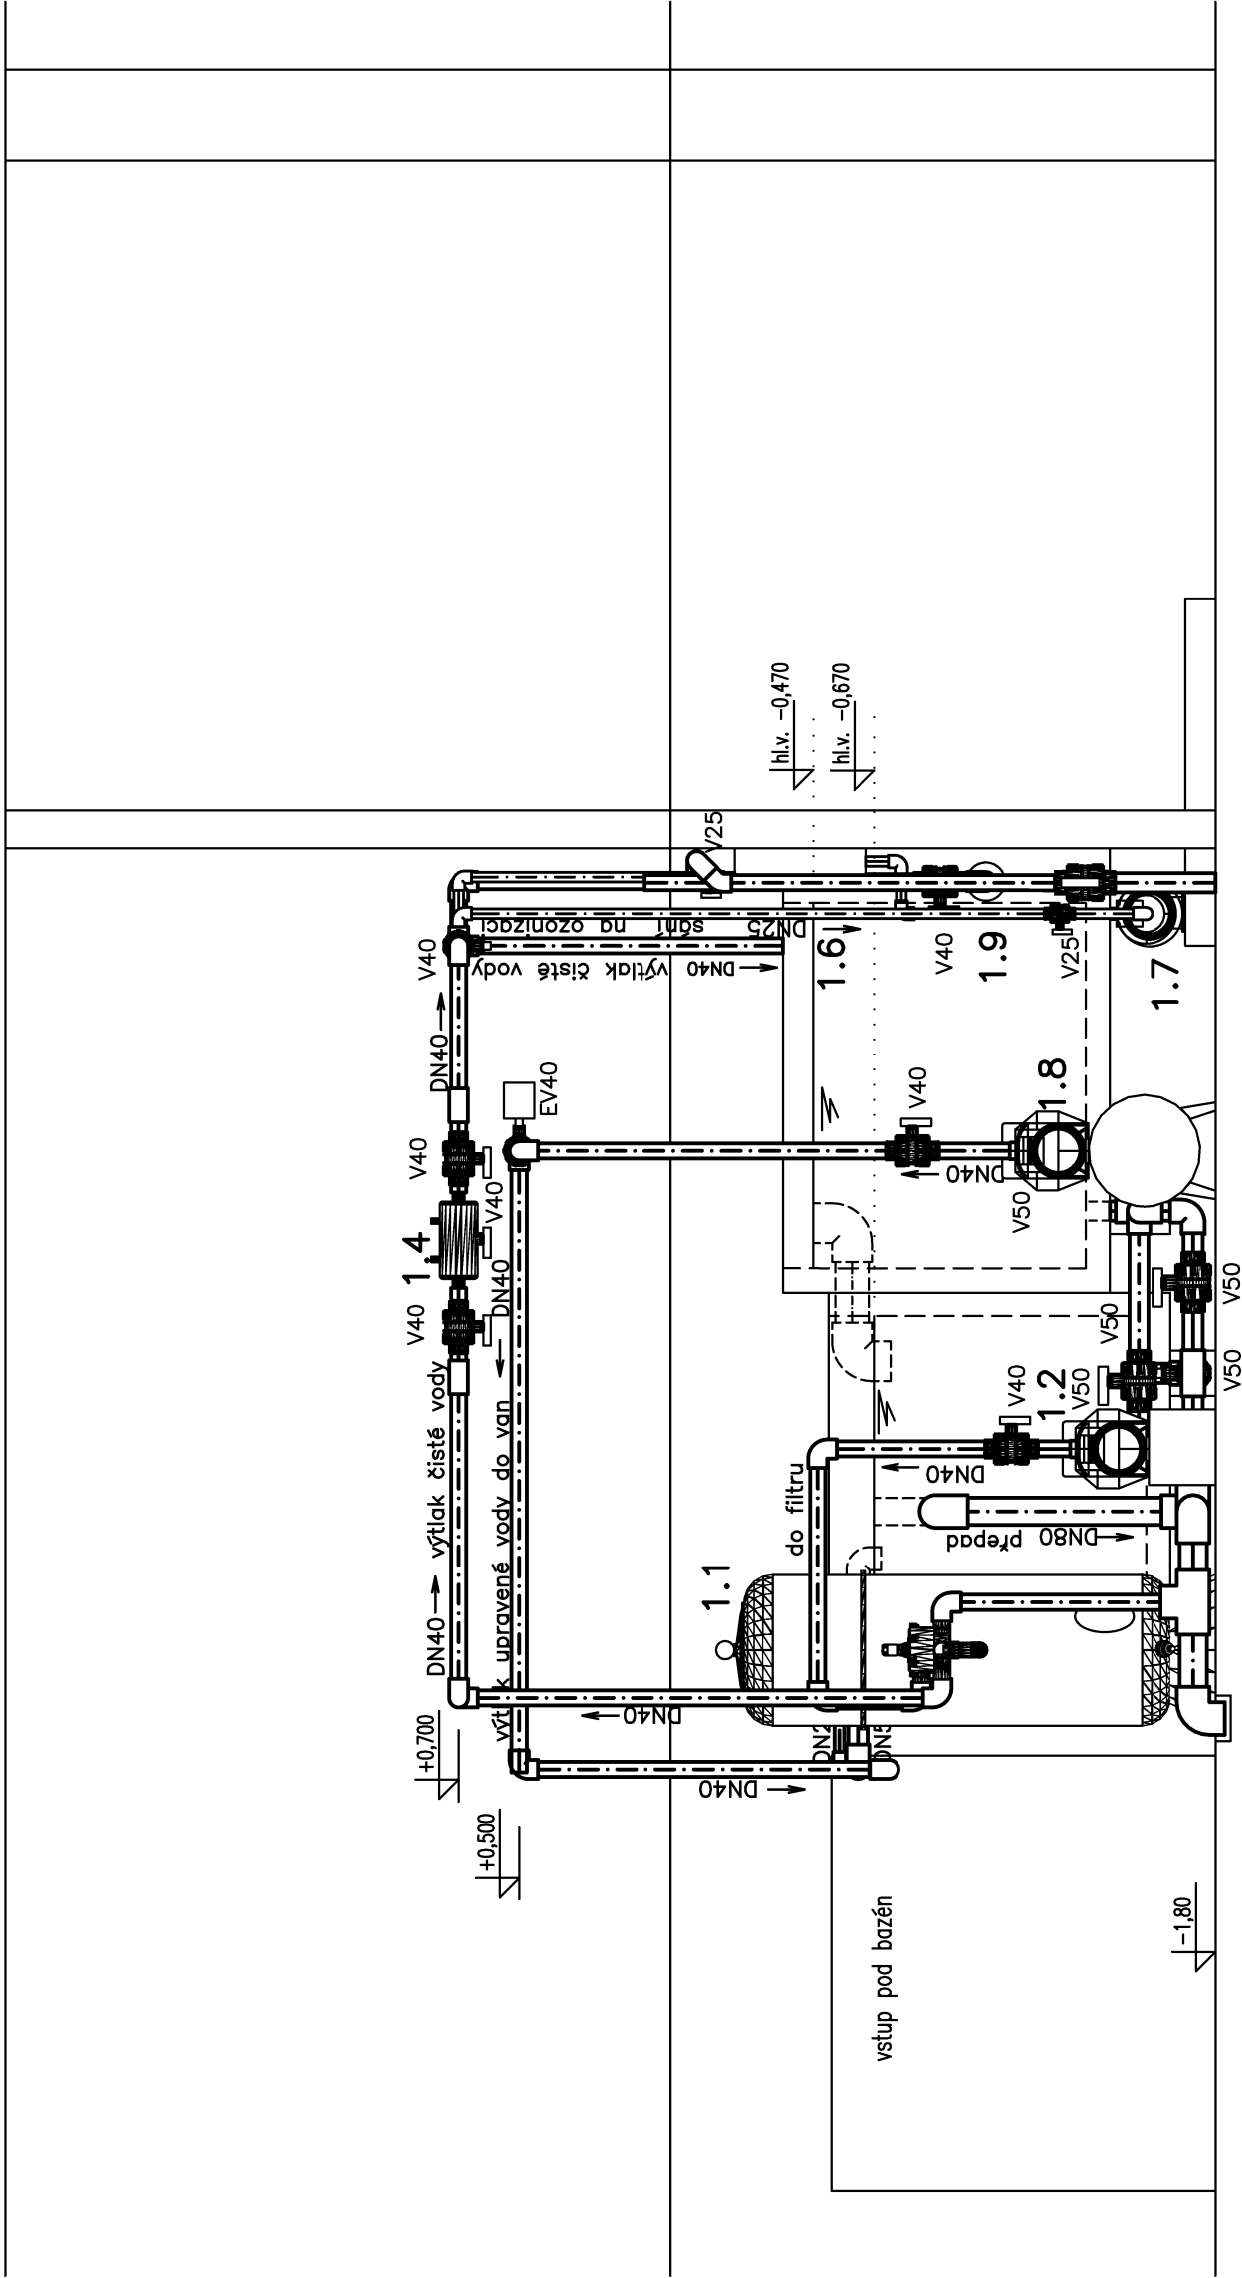 DN40
výtlak čisté vody
V40
1.4
V40
V40
DN40
V40
+0,700
+0,500
DN40
EV40
výtlak čisté vody
DN40
sání na ozonizaci
DN25
V25
hl.v. -0,470
hl.v. -0,670
upravené vody do van
DN40
DN40
1.1
do filtru
DN40
přepad
DN80
V40
1.2
V50
V50
V50
V50
V50
DN40
V40
1.8
1.6
V40
1.9
V25
1.7
vstup pod bazén
-1,80